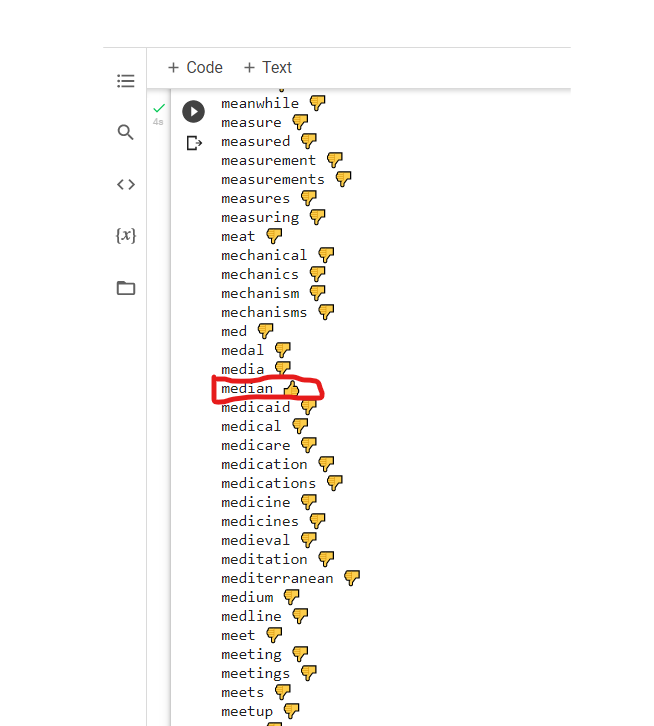 + Code + Text
4s
{x}
meanwhile 👎
measure 👎
measured 👎
measurement 👎
measurements 👎
measures 👎
measuring 👎
meat 👎
mechanical 👎
mechanics 👎
mechanism 👎
mechanisms 👎
med 👎
medal 👎
media 👎
median 👍
medicaid 👎
medical 👎
medicare 👎
medication 👎
medications 👎
medicine 👎
medicines 👎
medieval 👎
meditation 👎
mediterranean 👎
medium 👎
medline 👎
meet 👎
meeting 👎
meetings 👎
meets 👎
meetup 👎